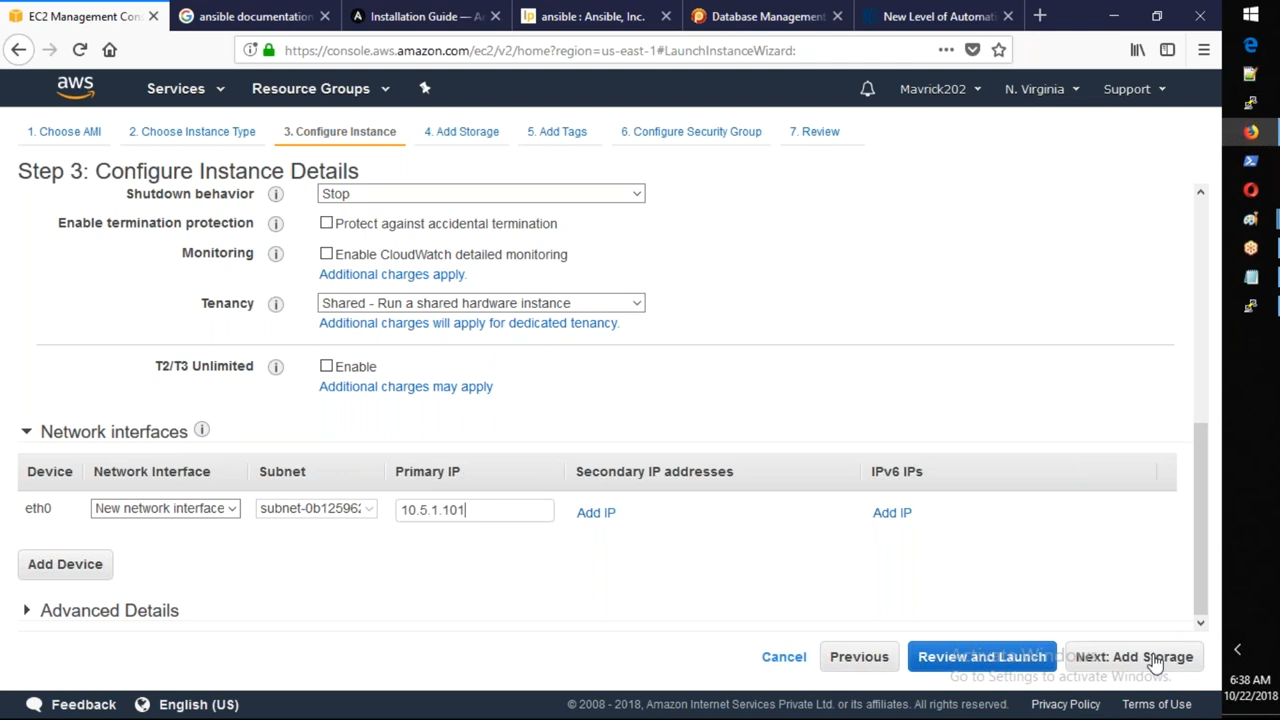 EC2 Management Con
ansible documentation
Installation Guide — A
ansible : Ansible, Inc.
Database Management
New Level of Automati
https://console.aws.amazon.com/ec2/v2/home?region=us-east-1#LaunchInstanceWizard:
aws
Services
Resource Groups
Mavrick202
N. Virginia
Support
1. Choose AMI
2. Choose Instance Type
3. Configure Instance
4. Add Storage
5. Add Tags
6. Configure Security Group
7. Review
Step 3: Configure Instance Details
Shutdown behavior
Stop
Enable termination protection
Protect against accidental termination
Monitoring
Enable CloudWatch detailed monitoring
Additional charges apply.
Tenancy
Shared - Run a shared hardware instance
Additional charges will apply for dedicated tenancy.
T2/T3 Unlimited
Enable
Additional charges may apply
Network interfaces
Device
Network Interface
Subnet
Primary IP
Secondary IP addresses
IPv6 IPs
eth0
New network interface
subnet-0b12596
10.5.1.101
Add IP
Add IP
Add Device
Advanced Details
Cancel
Previous
Review and Launch
Next: Add Storage
Activate Windows
Go to Settings to activate Windows.
Feedback
English (US)
© 2008 - 2018, Amazon Internet Services Private Ltd. or its affiliates. All rights reserved.
Privacy Policy
Terms of Use
6:38 AM
10/22/2018